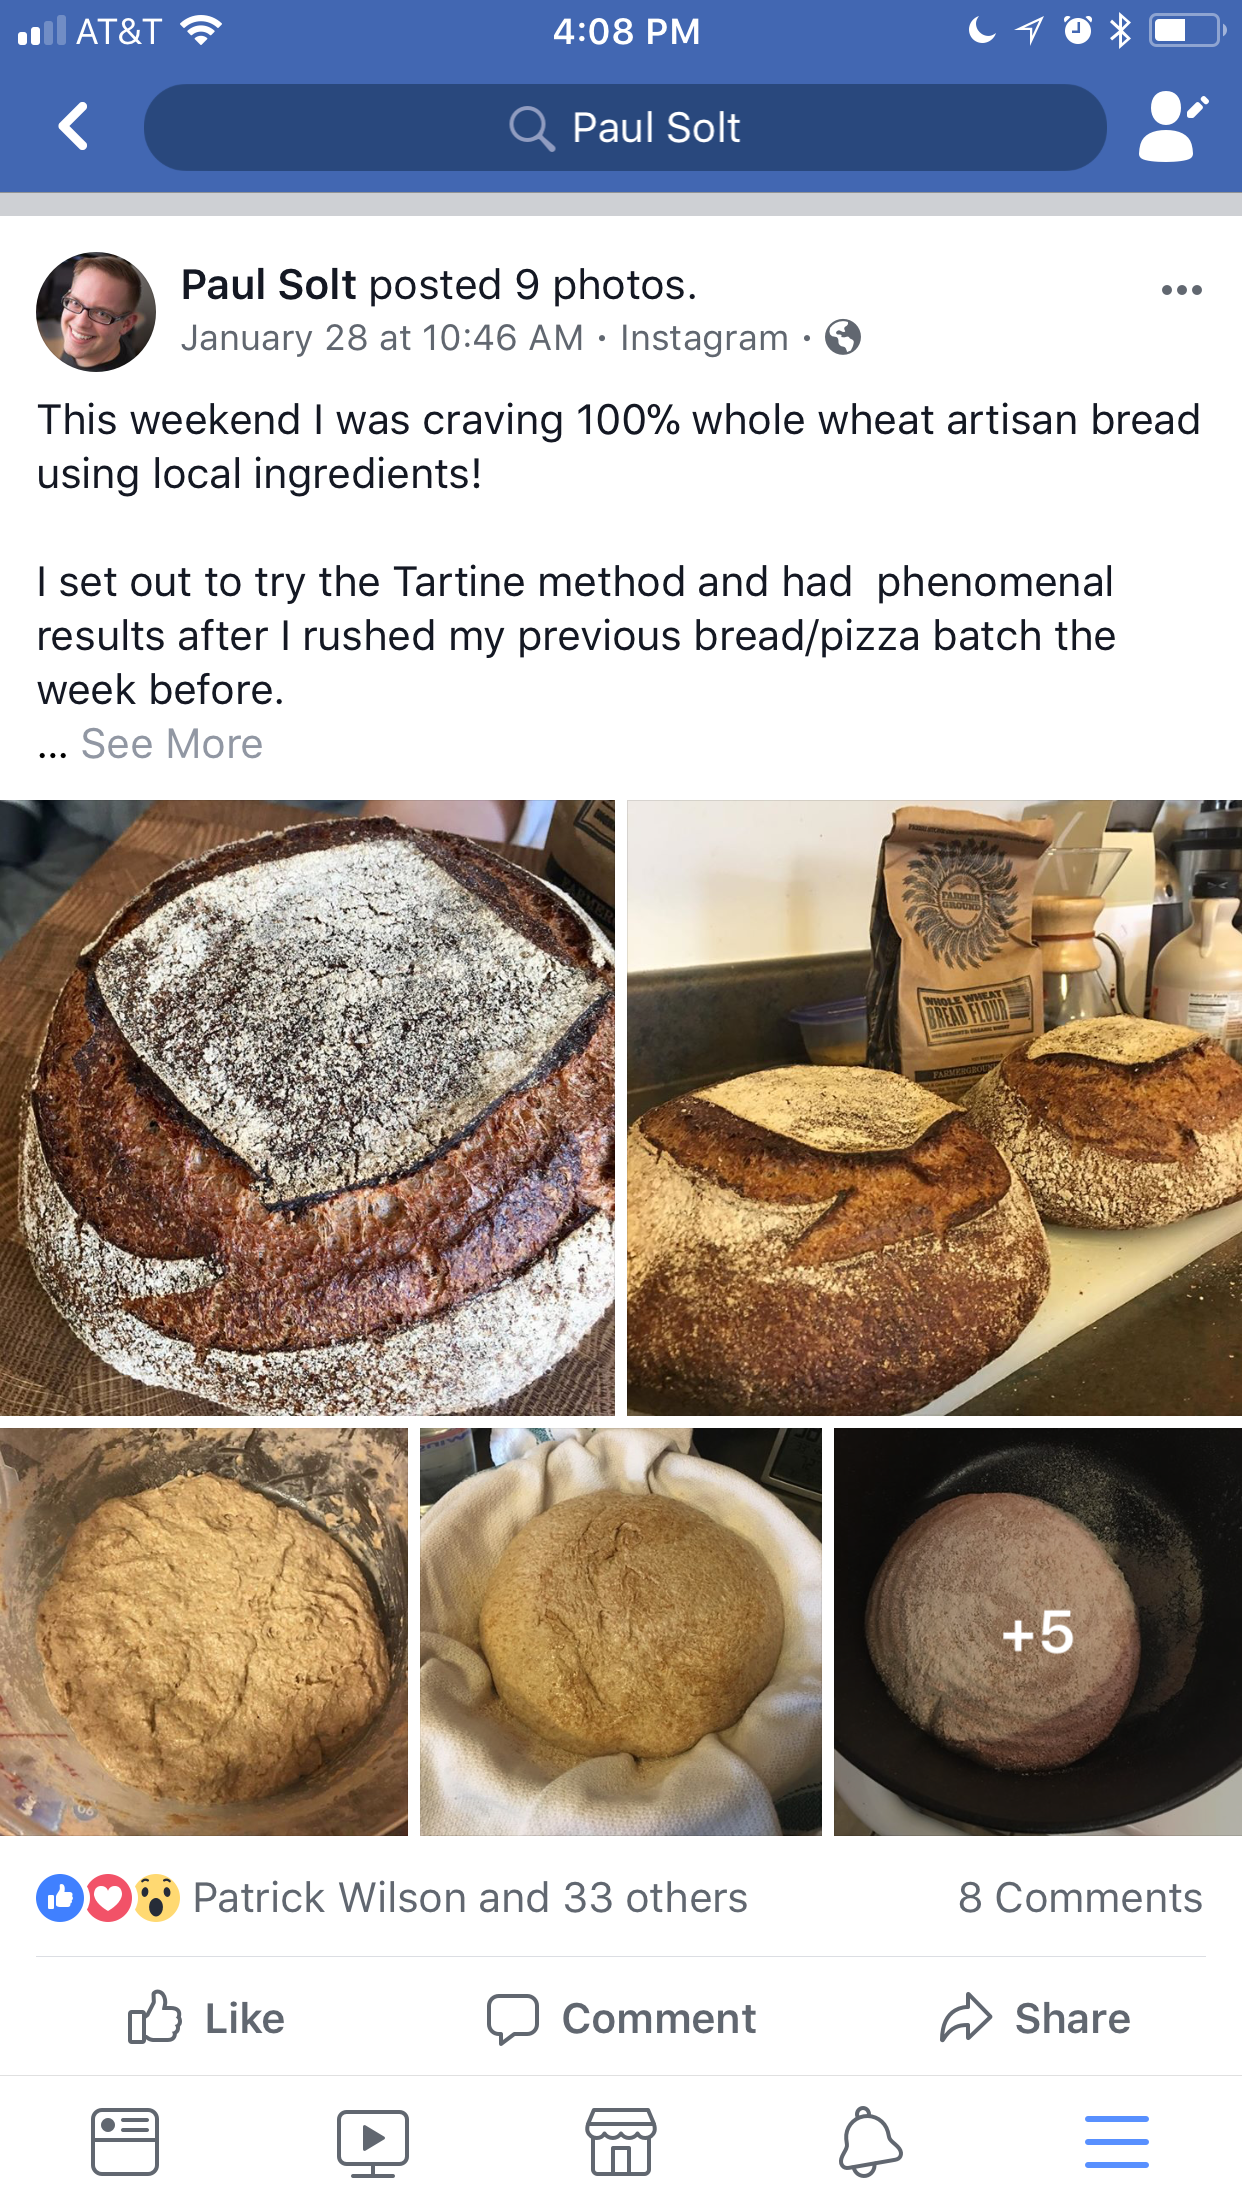 AT&T 4:08 PM
Paul Solt
Paul Solt posted 9 photos.
January 28 at 10:46 AM · Instagram ·
This weekend I was craving 100% whole wheat artisan bread
using local ingredients!
I set out to try the Tartine method and had  phenomenal
results after I rushed my previous bread/pizza batch the
week before.
... See More
FARMER
GROUND
WHOLE WHEAT
BREAD FLOUR
FARMERGROUN
+5
Patrick Wilson and 33 others 8 Comments
Like Comment Share